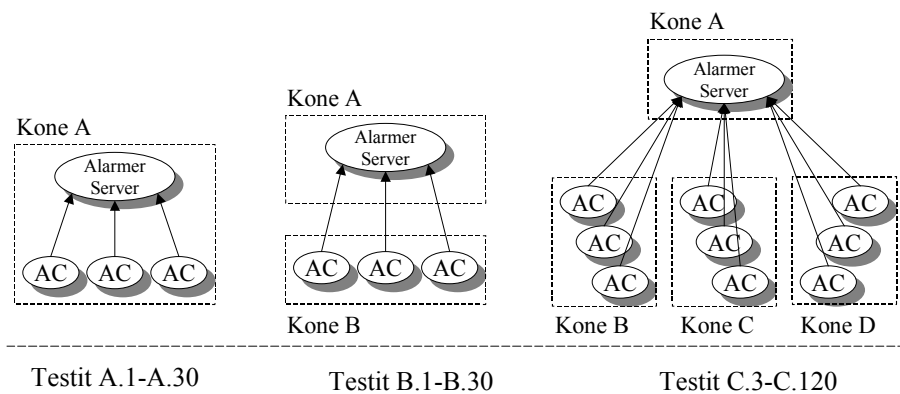 Kone A
Alarmer
Server
AC AC AC
Testit A.1-A.30
Kone A
Alarmer
Server
AC AC AC
Kone B
Testit B.1-B.30
Kone A
Alarmer
Server
AC AC AC
AC AC AC
AC AC AC
Kone B Kone C Kone D
Testit C.3-C.120